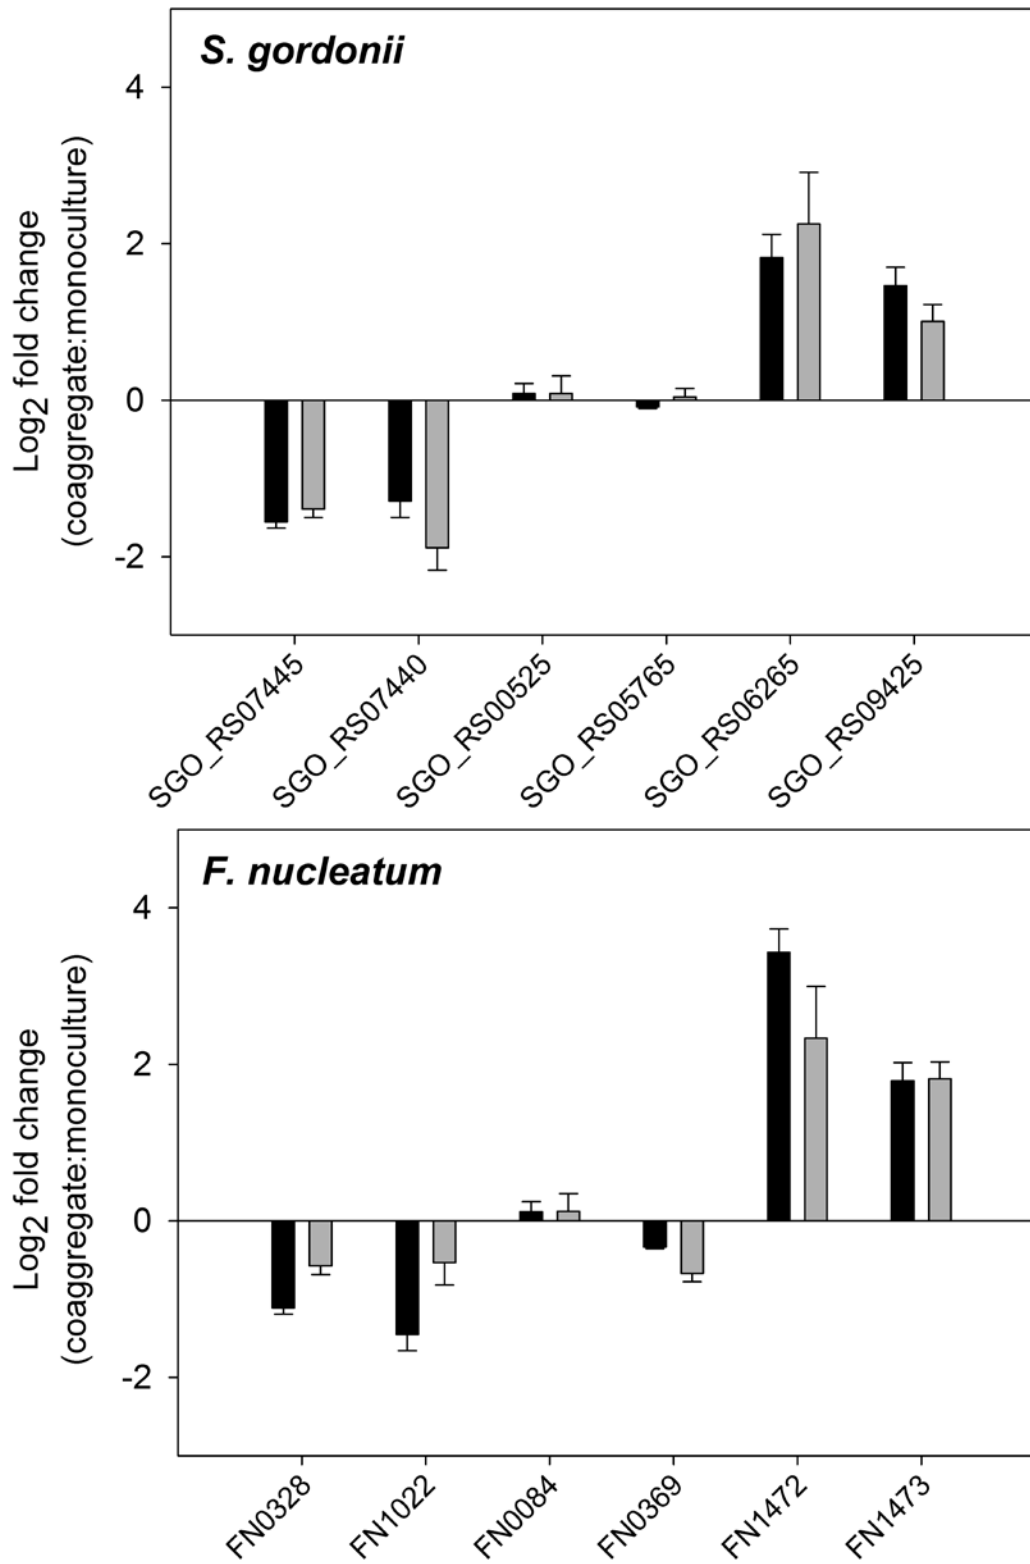 S. gordonii
4
2
0
-2
Log2 fold change
(coaggregate:monoculture)
SGO_RS07445
SGO_RS07440
SGO_RS00525
SGO_RS05765
SGO_RS06265
SGO_RS09425
F. nucleatum
4
2
0
-2
Log2 fold change
(coaggregate:monoculture)
FN0328
FN1022
FN0084
FN0369
FN1472
FN1473